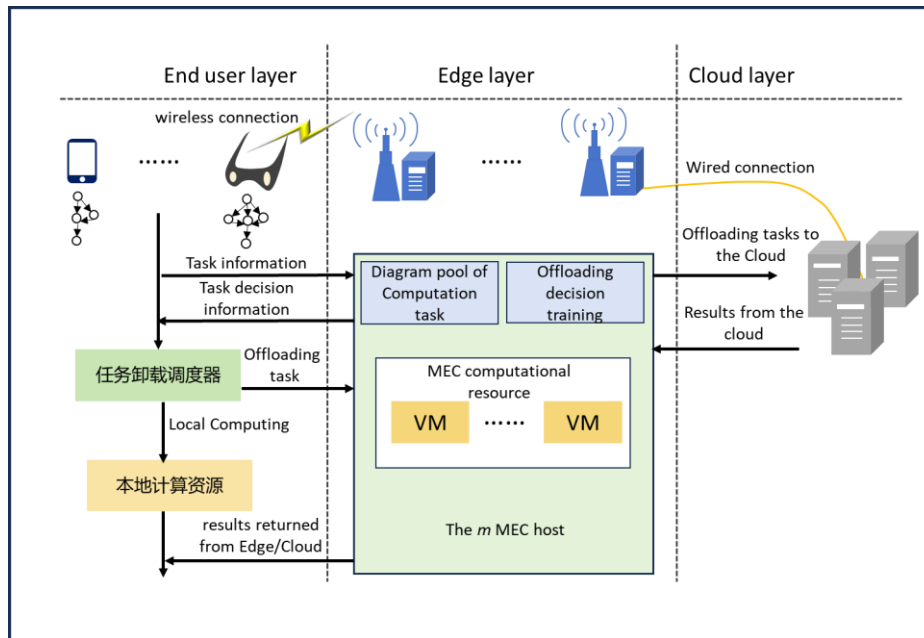 End user layer
Edge layer
Cloud layer
wireless connection
……
……
Wired connection
Task information
Task decision
information
Diagram pool of
Computation
task
Offloading
decision
training
Offloading tasks to
the Cloud
Results from the
cloud
任务卸载调度器
Offloading
task
MEC computational
resource
VM
……
VM
Local Computing
本地计算资源
results returned
from Edge/Cloud
The m MEC host